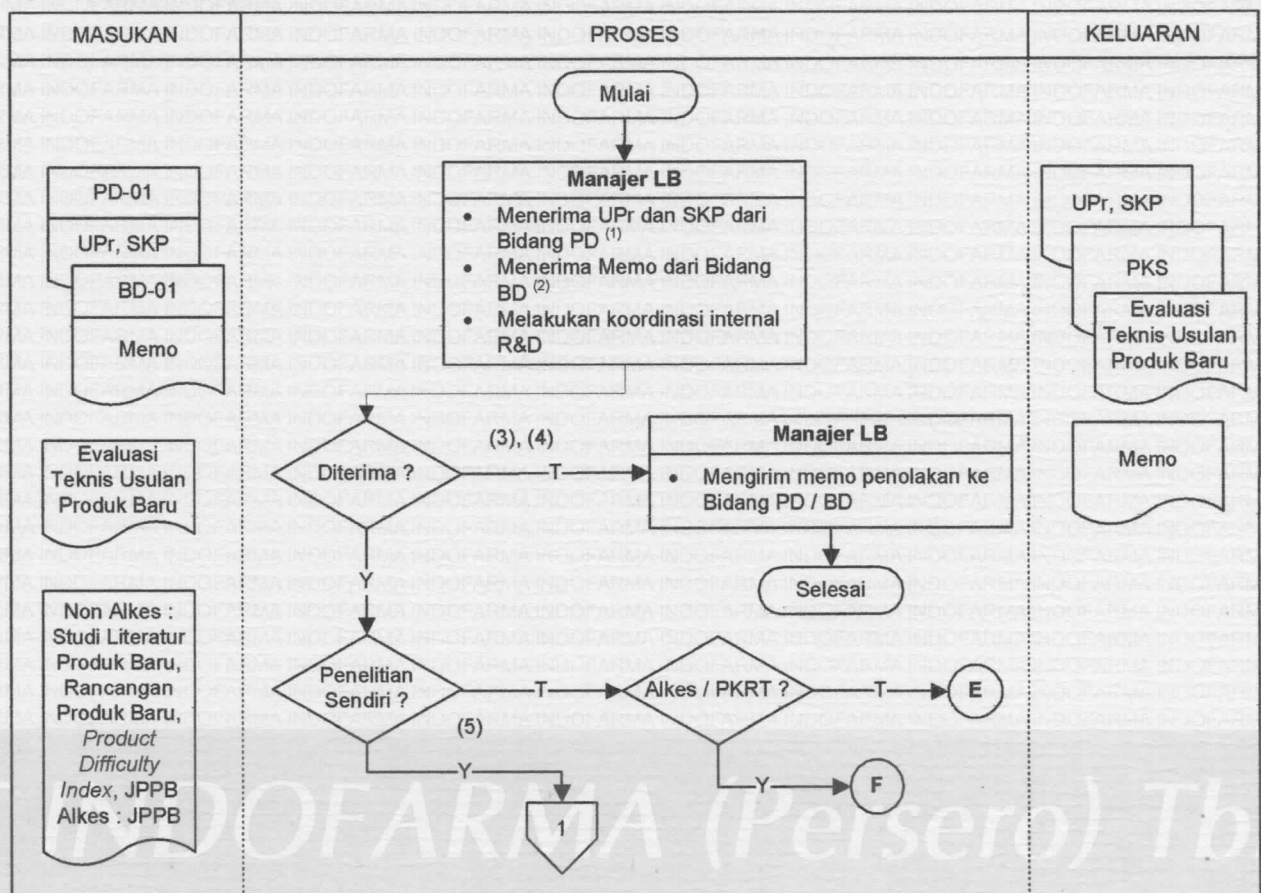 MASUKAN
PROSES
KELUARAN
Mulai
PD-01
UPr, SKP
BD-01
Memo
Manajer LB
• Menerima UPr dan SKP dari
Bidang PD (1)
• Menerima Memo dari Bidang
BD (2)
• Melakukan koordinasi internal
R&D
UPr, SKP
PKS
Evaluasi
Teknis Usulan
Produk Baru
Evaluasi
Teknis Usulan
Produk Baru
Diterima ?
(3), (4)
T
Manajer LB
• Mengirim memo penolakan ke
Bidang PD / BD
Memo
Y
Selesai
Non Alkes :
Studi Literatur
Produk Baru,
Rancangan
Produk Baru,
Product
Difficulty
Index, JPPB
Alkes : JPPB
Penelitian
Sendiri ?
(5)
T
Alkes / PKRT ?
T
E
Y
1
Y
F
INDOFARMA (Persero) Tb